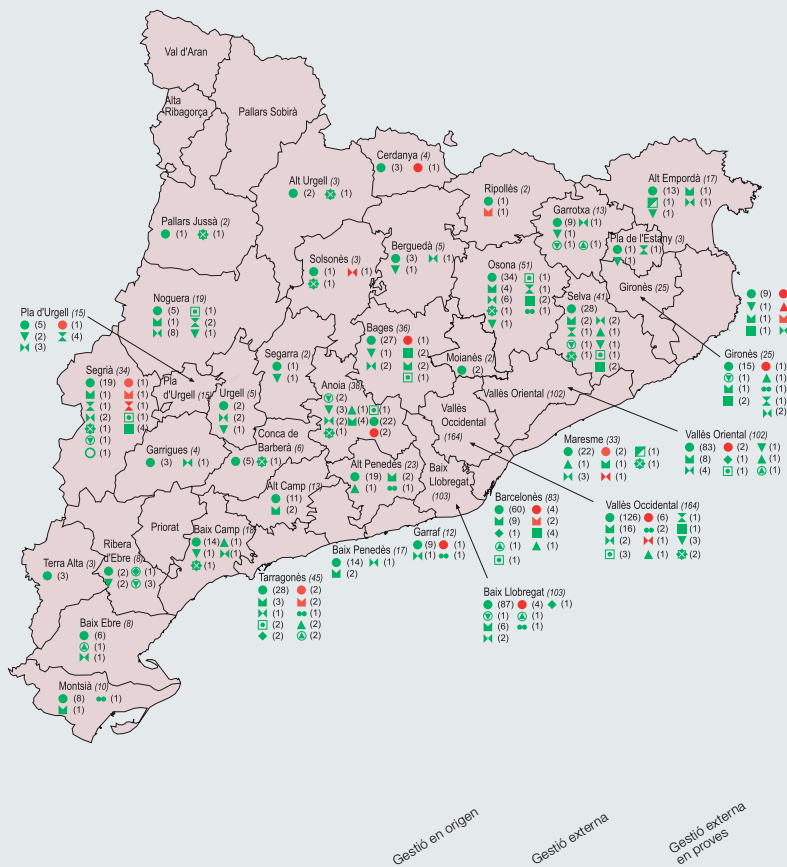 Val d'Aran
Alta
Ribagorça
Pallars Sobirà
Cerdanya (4)
(3) (1)
Alt Urgell (3)
(2) (1)
Ripollès (2)
(1)
(1)
Alt Empordà (17)
(13) (1)
(1) (1)
(1)
Garrotxa (13)
(9) (1)
(1)
(1) (1)
Pla de l'Estany (3)
(1) (1)
(1)
Pallars Jussà (2)
(1) (1)
Solsonès (3)
(1) (1)
(1)
Berguedà (5)
(3) (1)
(1)
Osona (51)
(34) (1)
(4) (1)
(6) (2)
(1) (1)
(1)
Gironès (25)
Selva (41)
(28)
(2) (2)
(1) (1)
(1) (1)
(1) (1)
(2)
(9)
(1)
(1)
(1)
Noguera (19)
(5) (1)
(1) (2)
(8) (1)
Pla d'Urgell (15)
(5) (1)
(2) (4)
(3)
Bages (36)
(27) (1)
(1) (2)
(2) (2)
(1)
Moianès (2)
(2)
Segarra (2)
(1)
(1)
Gironès (25)
(15) (1)
(1) (1)
(1) (1)
(2) (1)
(2)
Segrià (34)
(19) (1)
(1) (1)
(1) (1)
(2) (1)
(1) (4)
(1)
(1)
Pla
d'Urgell (15)
Urgell (5)
(2)
(2)
(1)
Anoia (38)
(2)
(3) (1) (1)
(2) (4) (22)
(1) (2)
Vallès Oriental (102)
Vallès
Occidental
(164)
Conca de
Barberà (6)
(5) (1)
Garrigues (4)
(3) (1)
Alt Penedès (23)
(19) (2)
(1) (1)
Baix
Llobregat
(103)
Maresme (33)
(22) (2) (1)
(1) (1) (1)
(3) (1)
Vallès Oriental (102)
(83) (2) (1)
(8) (1) (1)
(4) (1) (1)
Alt Camp (13)
(11)
(2)
Barcelonès (83)
(60) (4)
(9) (2)
(1) (4)
(1) (1)
(1)
Vallès Occidental (164)
(126) (6) (1)
(16) (2) (1)
(2) (1) (3)
(3) (1) (2)
Priorat
Baix Camp (18)
(14) (1)
(1) (1)
(1)
Garraf (12)
(9) (1)
(1) (1)
Baix Penedès (17)
(14) (1)
(2)
Ribera
d'Ebre (8)
(2) (1)
(2) (3)
Terra Alta (3)
(3)
Tarragonès (45)
(28) (2)
(3) (2)
(1) (1)
(2) (2)
(2) (2)
Baix Llobregat (103)
(87) (4) (1)
(1) (1)
(6) (1)
(2)
Baix Ebre (8)
(6)
(1)
(1)
Montsià (10)
(8) (1)
(1)
Gestió en origen
Gestió externa
Gestió externa
en proves